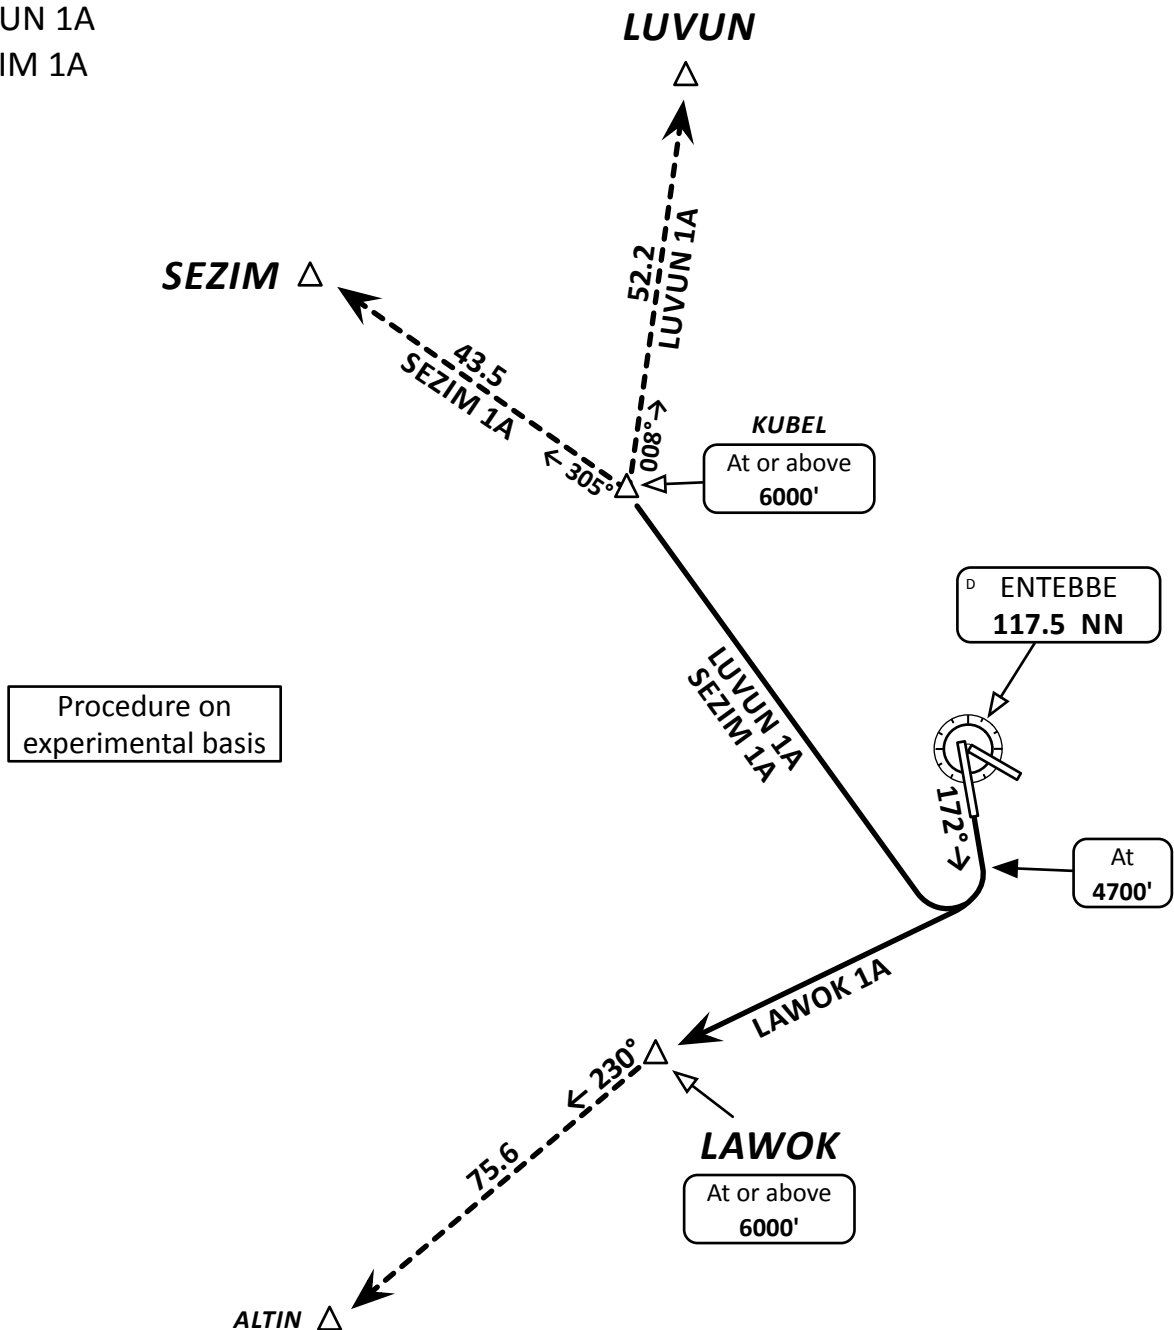 UN 1A
IM 1A
LUVUN
52.2
LUVUN 1A
SEZIM
43.5
SEZIM 1A
008° →
← 305°
KUBEL
At or above
6000'
D ENTEBBE
117.5 NN
LUVUN 1A
SEZIM 1A
Procedure on
experimental basis
172° →
At
4700'
LAWOK 1A
← 230°
75.6
LAWOK
At or above
6000'
ALTIN